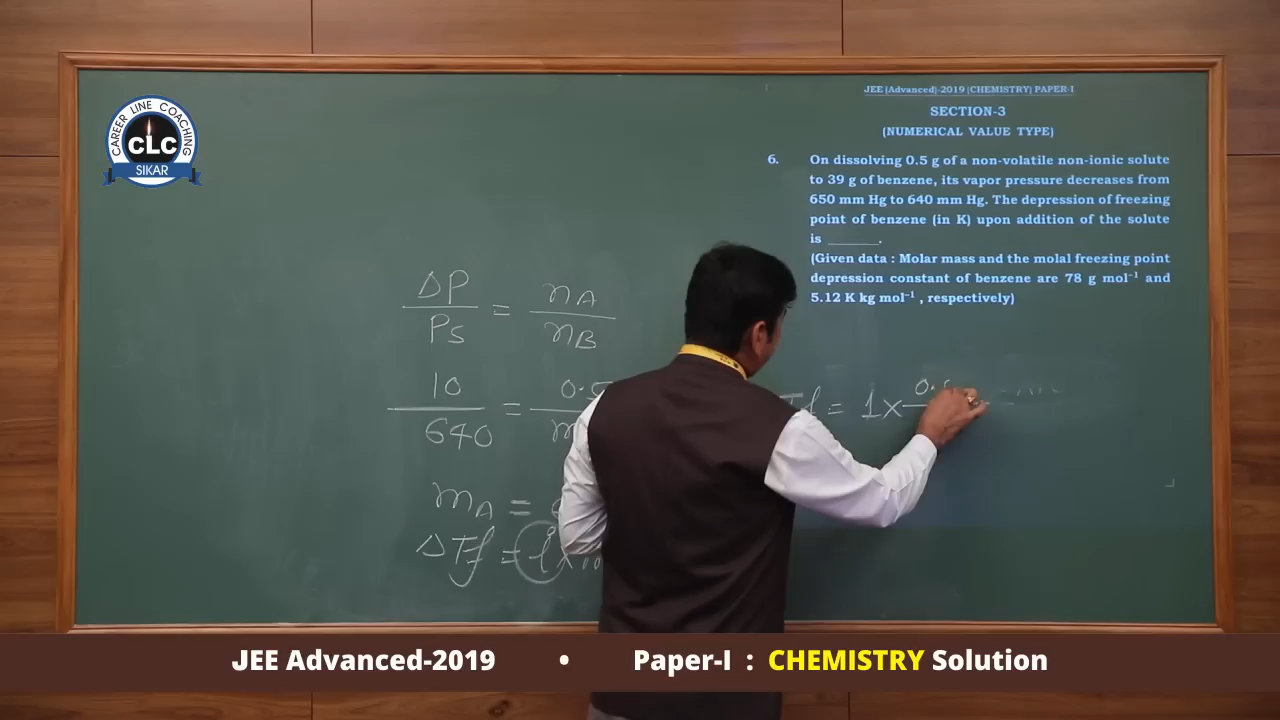 CAREER LINE COACHING
CLC
SIKAR
JEE (Advanced)-2019 (CHEMISTRY) PAPER-I
SECTION-3
(NUMERICAL VALUE TYPE)
6. On dissolving 0.5 g of a non-volatile non-ionic solute
to 39 g of benzene, its vapor pressure decreases from
650 mm Hg to 640 mm Hg. The depression of freezing
point of benzene (in K) upon addition of the solute
is ______.
(Given data : Molar mass and the molal freezing point
depression constant of benzene are 78 g mol⁻¹ and
5.12 K kg mol⁻¹ , respectively)
ΔP / Ps = nA / nB
10 / 640 = 0.5
mA =
ΔTf = i×m
f = 1×
JEE Advanced-2019 • Paper-I : CHEMISTRY Solution